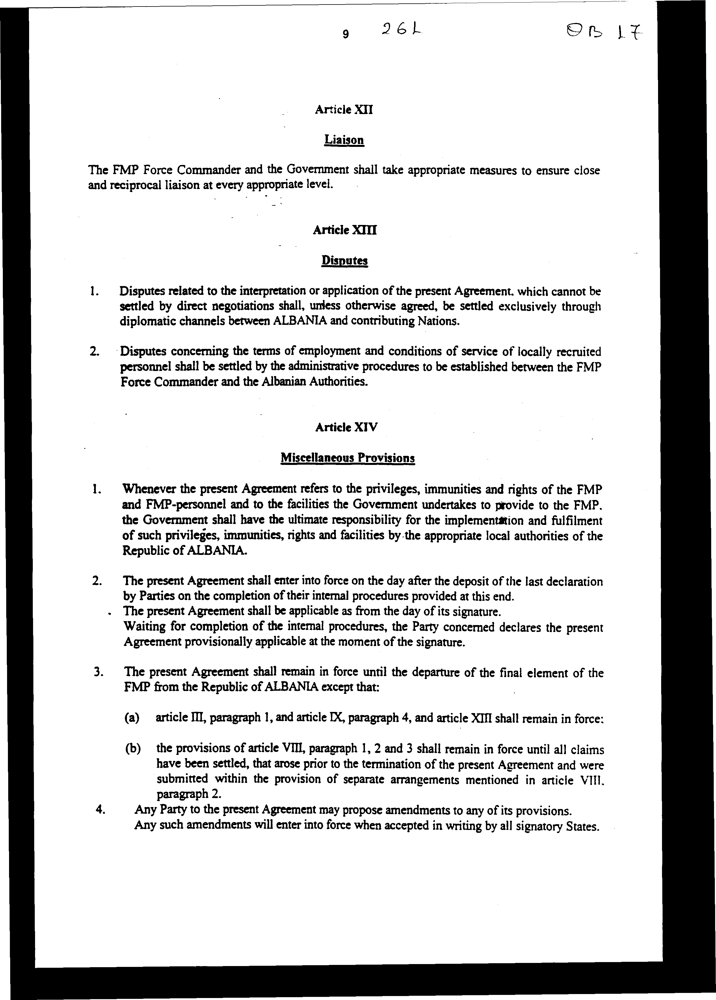 9 26L ΘB 17
Article XII
Liaison
The FMP Force Commander and the Government shall take appropriate measures to ensure close
and reciprocal liaison at every appropriate level.
Article XIII
Disputes
1. Disputes related to the interpretation or application of the present Agreement. which cannot be
settled by direct negotiations shall, unless otherwise agreed, be settled exclusively through
diplomatic channels between ALBANIA and contributing Nations.
2. Disputes concerning the terms of employment and conditions of service of locally recruited
personnel shall be settled by the administrative procedures to be established between the FMP
Force Commander and the Albanian Authorities.
Article XIV
Miscellaneous Provisions
1. Whenever the present Agreement refers to the privileges, immunities and rights of the FMP
and FMP-personnel and to the facilities the Government undertakes to provide to the FMP.
the Government shall have the ultimate responsibility for the implementation and fulfilment
of such privileges, immunities, rights and facilities by the appropriate local authorities of the
Republic of ALBANIA.
2. The present Agreement shall enter into force on the day after the deposit of the last declaration
by Parties on the completion of their internal procedures provided at this end.
The present Agreement shall be applicable as from the day of its signature.
Waiting for completion of the internal procedures, the Party concerned declares the present
Agreement provisionally applicable at the moment of the signature.
3. The present Agreement shall remain in force until the departure of the final element of the
FMP from the Republic of ALBANIA except that:
(a) article III, paragraph 1, and article IX, paragraph 4, and article XIII shall remain in force:
(b) the provisions of article VIII, paragraph 1, 2 and 3 shall remain in force until all claims
have been settled, that arose prior to the termination of the present Agreement and were
submitted within the provision of separate arrangements mentioned in article VIII.
paragraph 2.
4. Any Party to the present Agreement may propose amendments to any of its provisions.
Any such amendments will enter into force when accepted in writing by all signatory States.